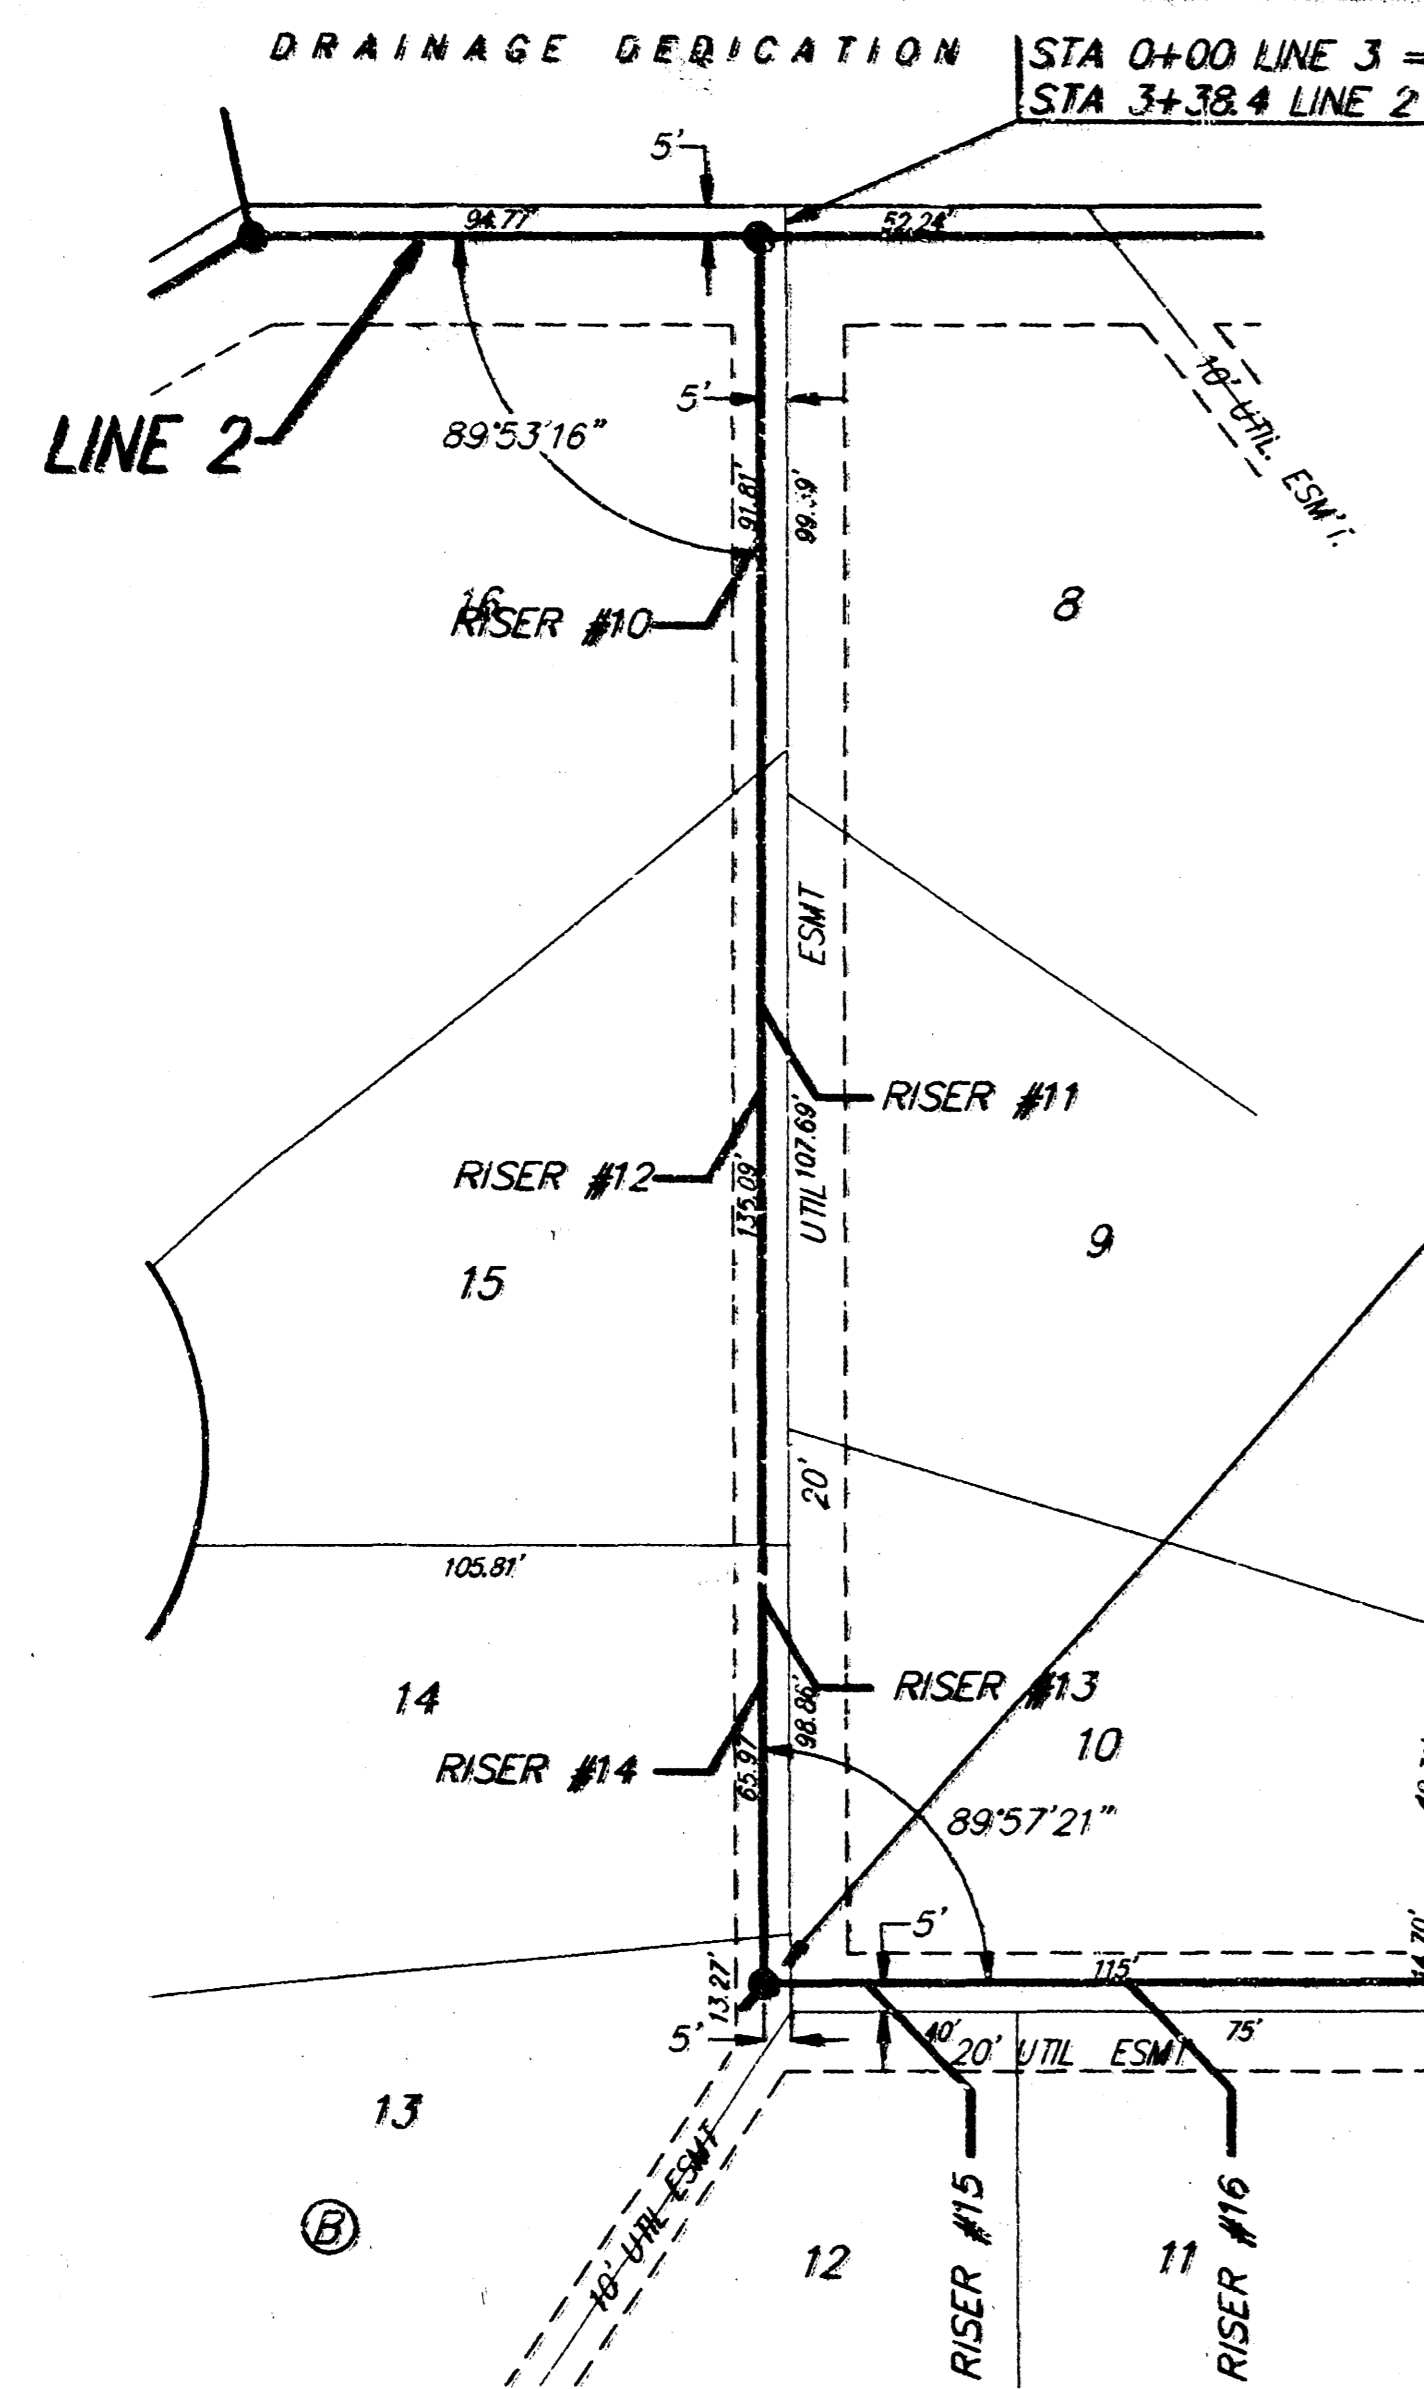 DRAINAGE DEDICATION
STA 0+00 LINE 3 =
STA 3+38.4 LINE 2
5'
94.77'
52.24'
10' UTIL. ESM'T.
5'
LINE 2
89°53'16"
91.81'
16
RISER #10
8
ESMT
RISER #11
107.69'
RISER #12
135.09'
UTIL
9
15
20'
105.81'
14
RISER #13
98.86'
10
RISER #14
65.97'
89°57'21"
5'
14.70'
115'
13.27'
5'
40'
20' UTIL ESMT
75'
13
10' UTIL ESMT
B
12
RISER #15
11
RISER #16